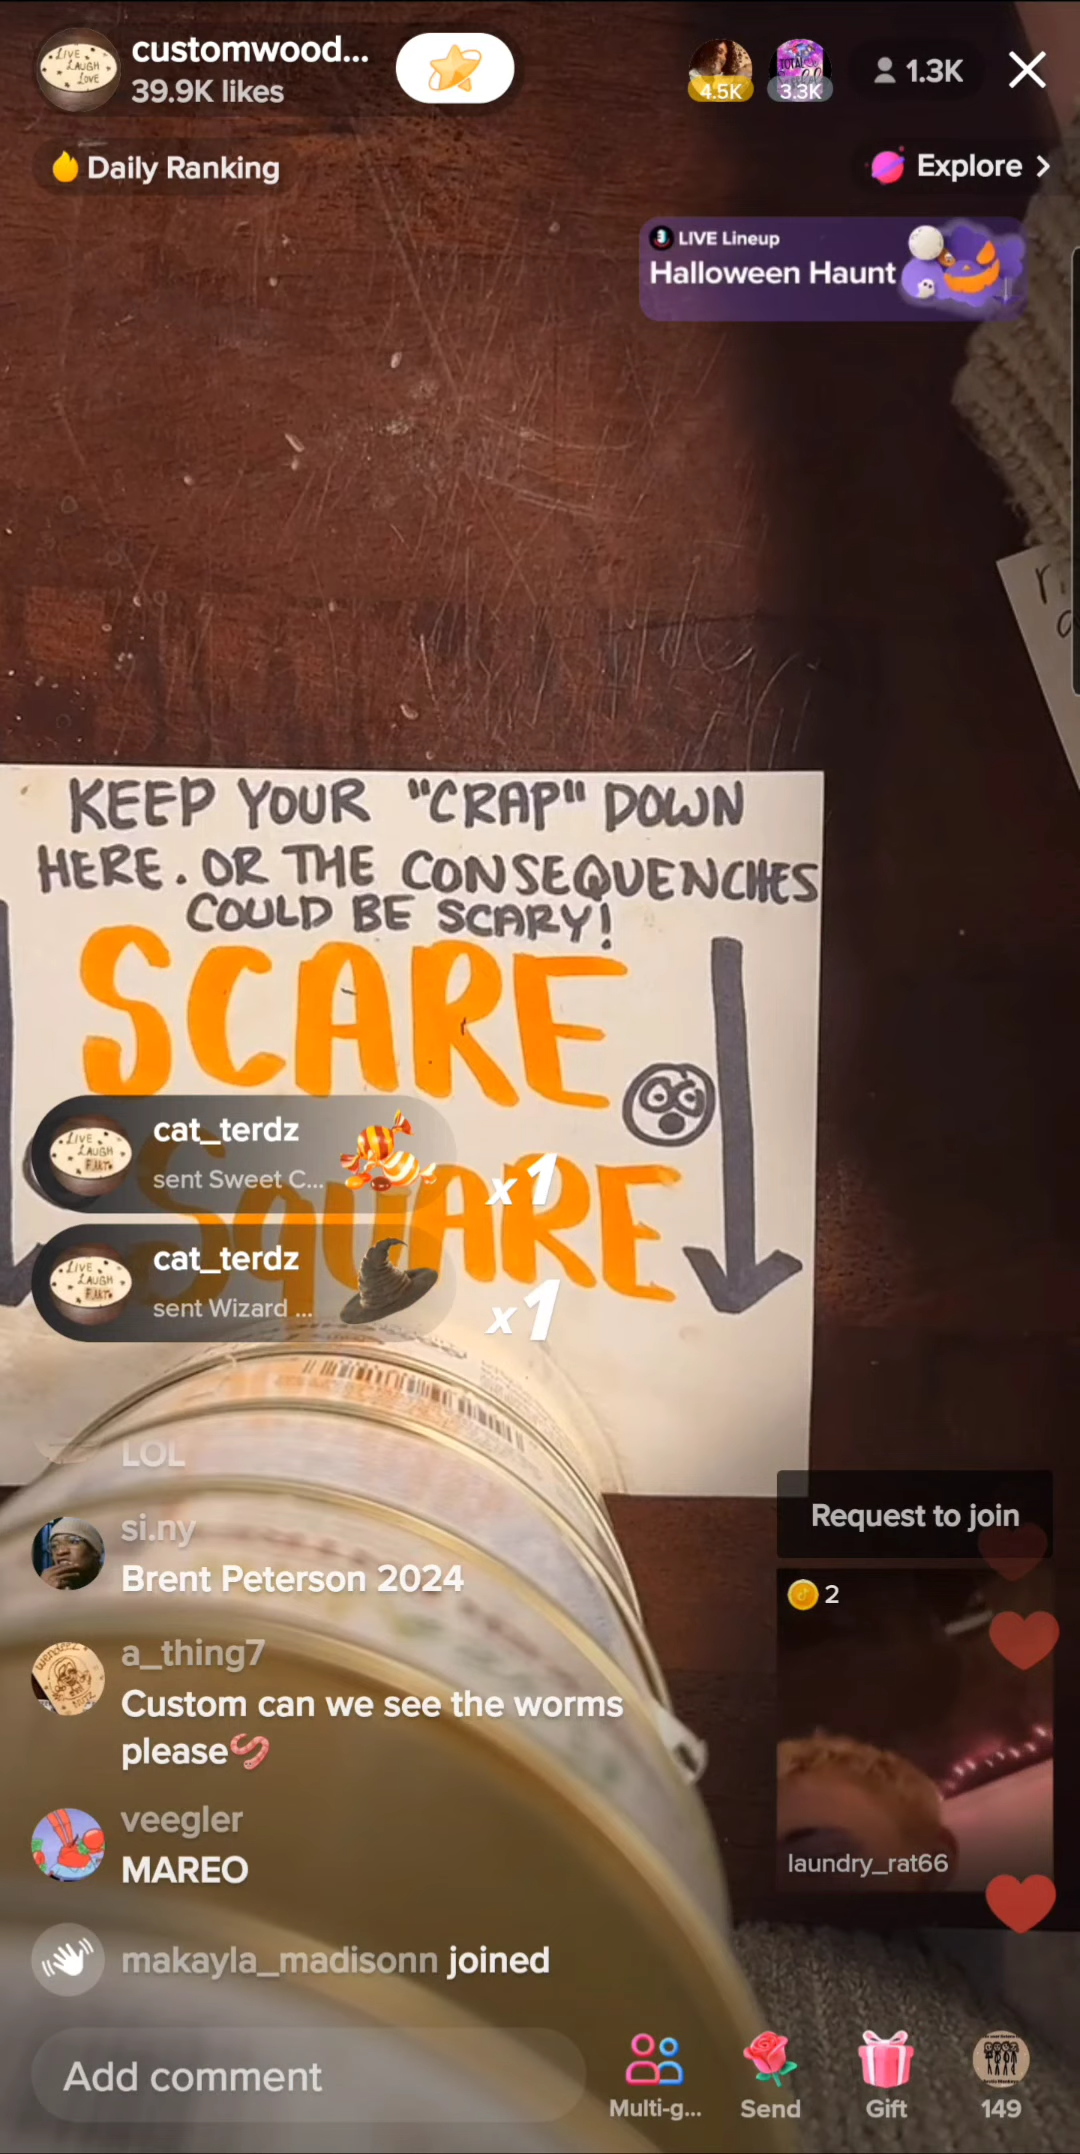 customwood...
39.9K likes
4.5K
3.3K
1.3K
Daily Ranking
Explore
LIVE Lineup
Halloween Haunt
KEEP YOUR "CRAP" DOWN
HERE. OR THE CONSEQUENCHES
COULD BE SCARY!
SCARE
SQUARE
cat_terdz
sent Sweet C...
x1
cat_terdz
sent Wizard ...
x1
LOL
si.ny
Brent Peterson 2024
a_thing7
Custom can we see the worms
please
veegler
MAREO
makayla_madisonn joined
Request to join
2
laundry_rat66
Add comment
Multi-g...
Send
Gift
149
LIVE
LAUGH
LOVE